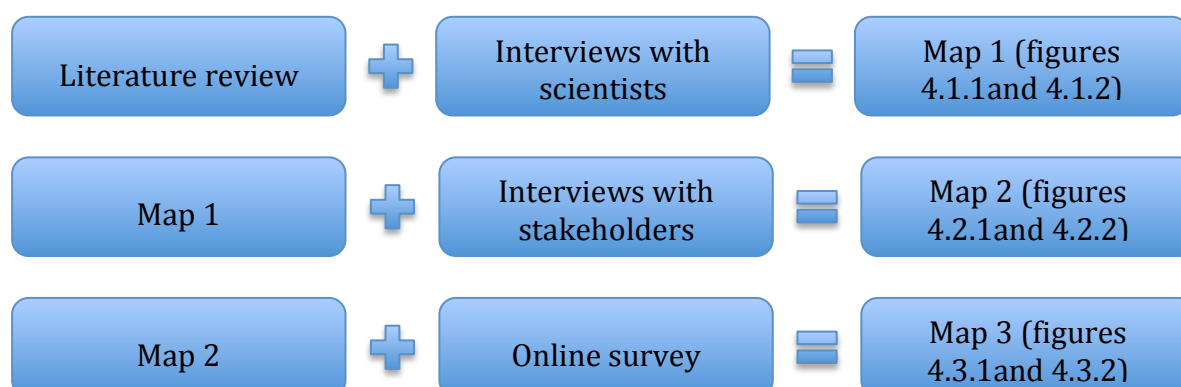 Literature review
Interviews with
scientists
Map 1 (figures
4.1.1and 4.1.2)
Map 1
Interviews with
stakeholders
Map 2 (figures
4.2.1and 4.2.2)
Map 2
Online survey
Map 3 (figures
4.3.1and 4.3.2)